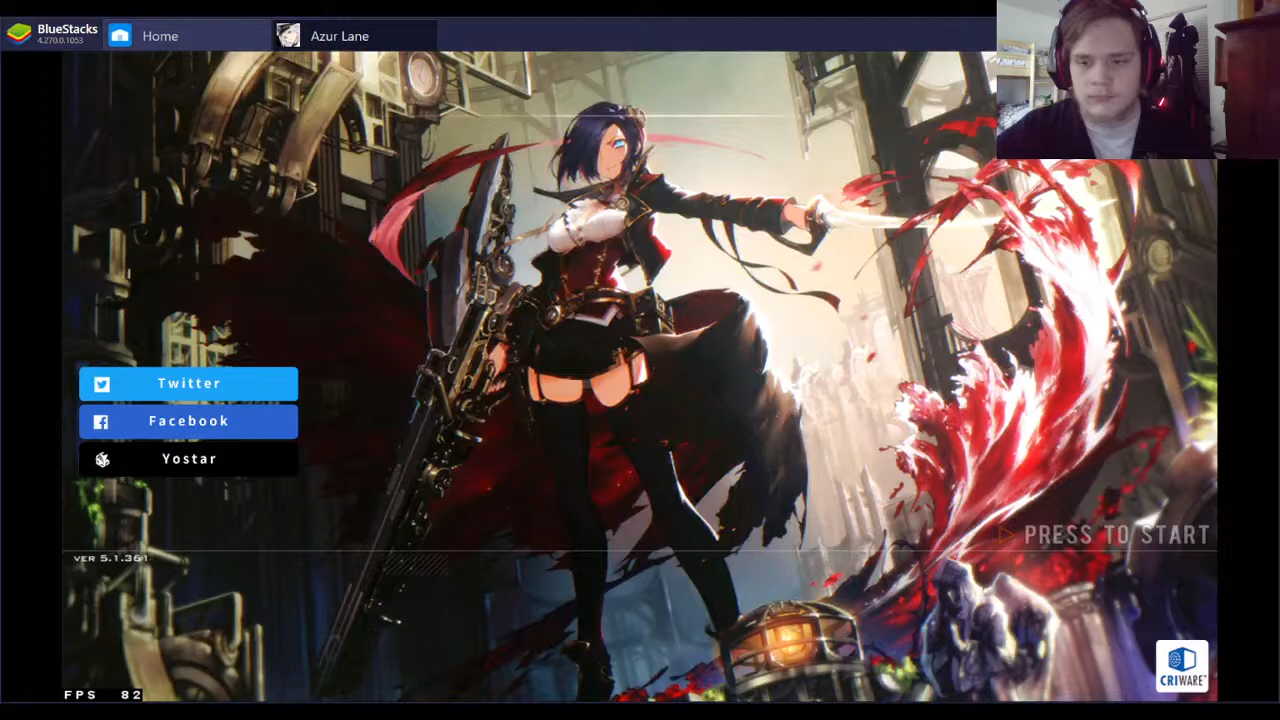 BlueStacks
4.270.0.1053
Home
Azur Lane
Twitter
Facebook
Yostar
PRESS TO START
VER 5.1.361
CRIWARE
FPS 82